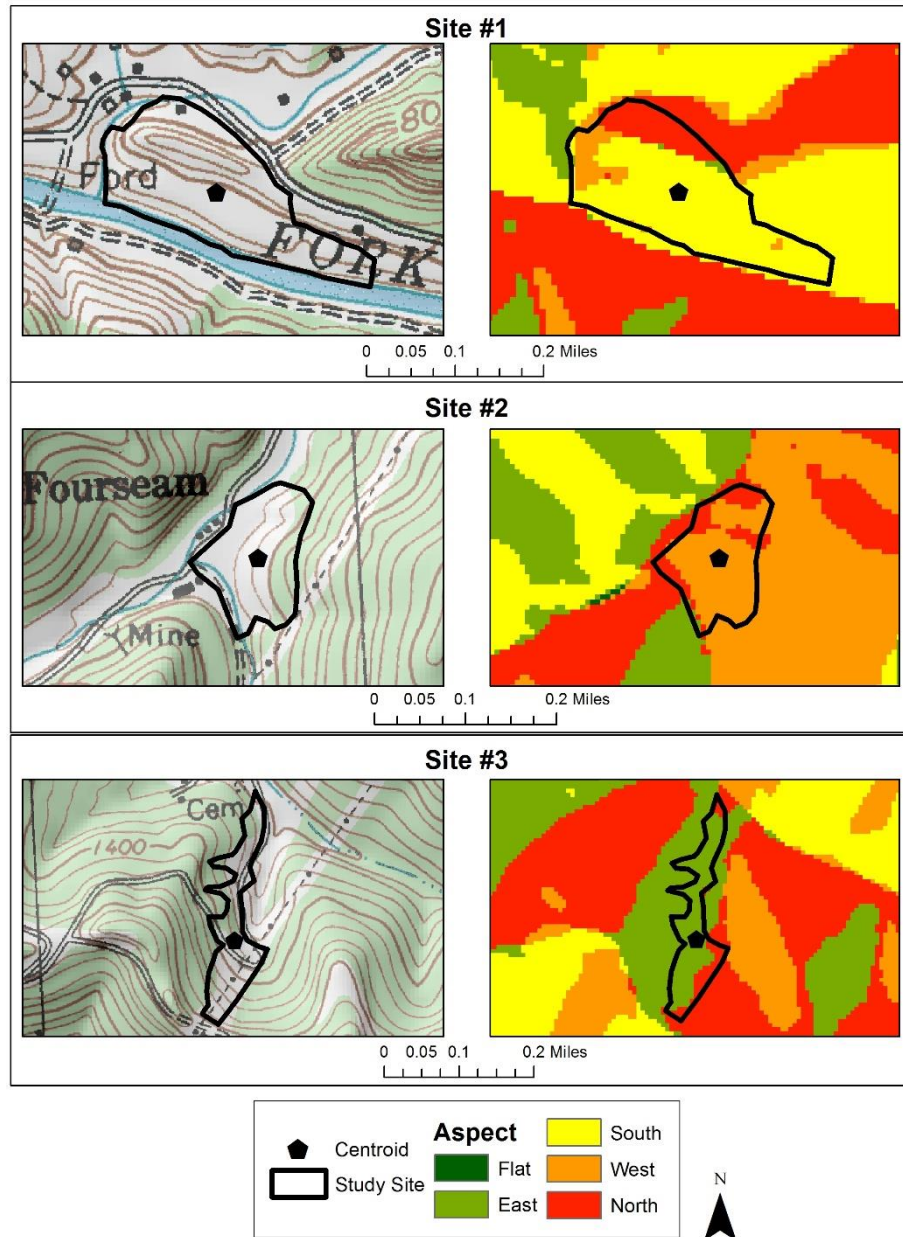 Site #1
80
Ford
FORK
0 0.05 0.1 0.2 Miles
Site #2
Fourseam
Mine
0 0.05 0.1 0.2 Miles
Site #3
Cem
1400
0 0.05 0.1 0.2 Miles
Centroid
Study Site
Aspect
Flat
East
South
West
North
N